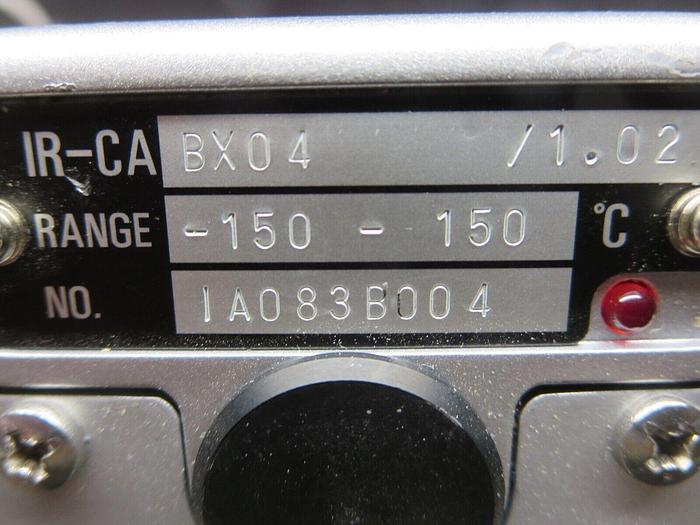 IR-CA BX04 /1.02
RANGE -150 - 150 °C
NO. IA083B004